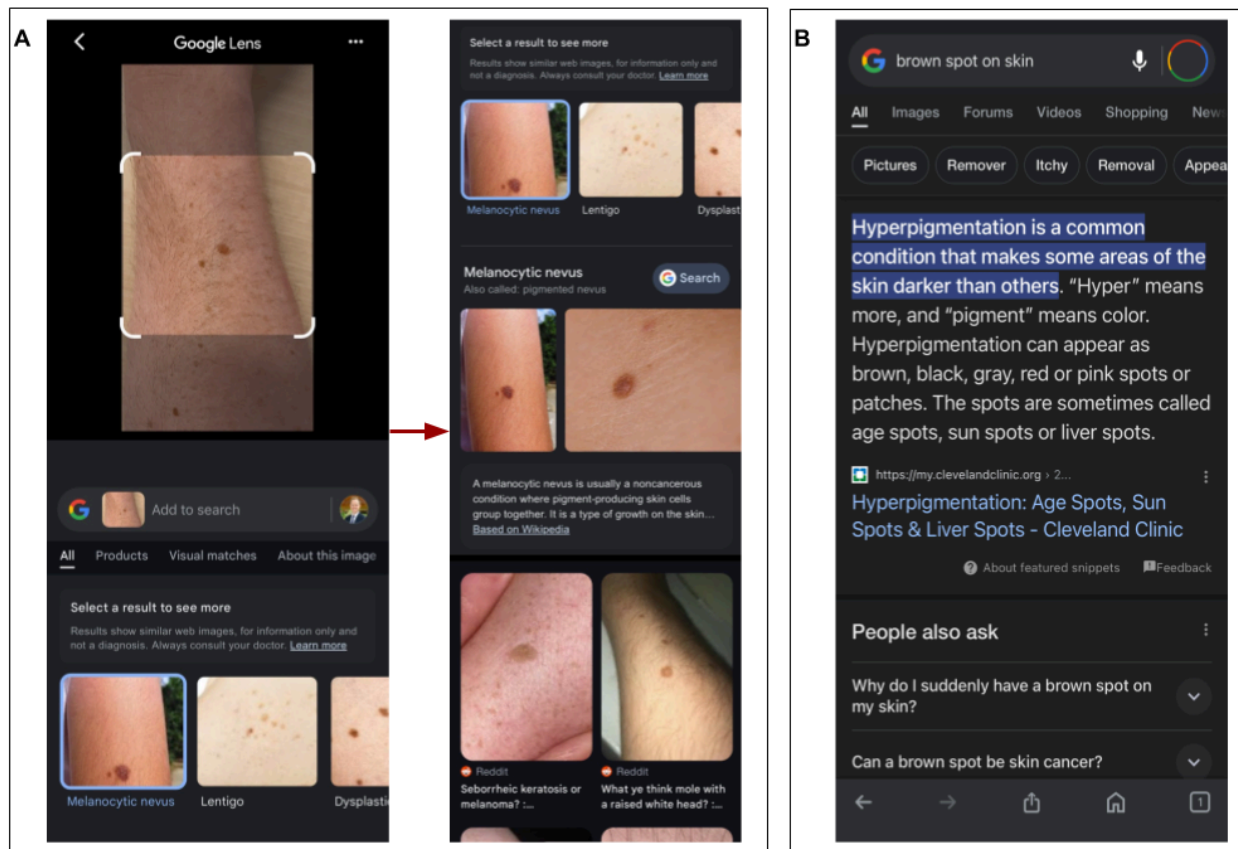 A
Google Lens
Add to search
All Products Visual matches About this image
Select a result to see more
Results show similar web images, for information only and
not a diagnosis. Always consult your doctor. Learn more
Melanocytic nevus Lentigo Dysplastic
Select a result to see more
Results show similar web images, for information only and
not a diagnosis. Always consult your doctor. Learn more
Melanocytic nevus Lentigo Dysplast
Melanocytic nevus
Also called: pigmented nevus
Search
A melanocytic nevus is usually a noncancerous
condition where pigment-producing skin cells
group together. It is a type of growth on the skin...
Based on Wikipedia
Reddit
Seborrheic keratosis or
melanoma? :...
Reddit
What ye think mole with
a raised white head? :...
B
brown spot on skin
All Images Forums Videos Shopping New
Pictures Remover Itchy Removal Appea
Hyperpigmentation is a common
condition that makes some areas of the
skin darker than others. “Hyper” means
more, and “pigment” means color.
Hyperpigmentation can appear as
brown, black, gray, red or pink spots or
patches. The spots are sometimes called
age spots, sun spots or liver spots.
https://my.clevelandclinic.org › 2...
Hyperpigmentation: Age Spots, Sun
Spots & Liver Spots - Cleveland Clinic
About featured snippets Feedback
People also ask
Why do I suddenly have a brown spot on
my skin?
Can a brown spot be skin cancer?
1